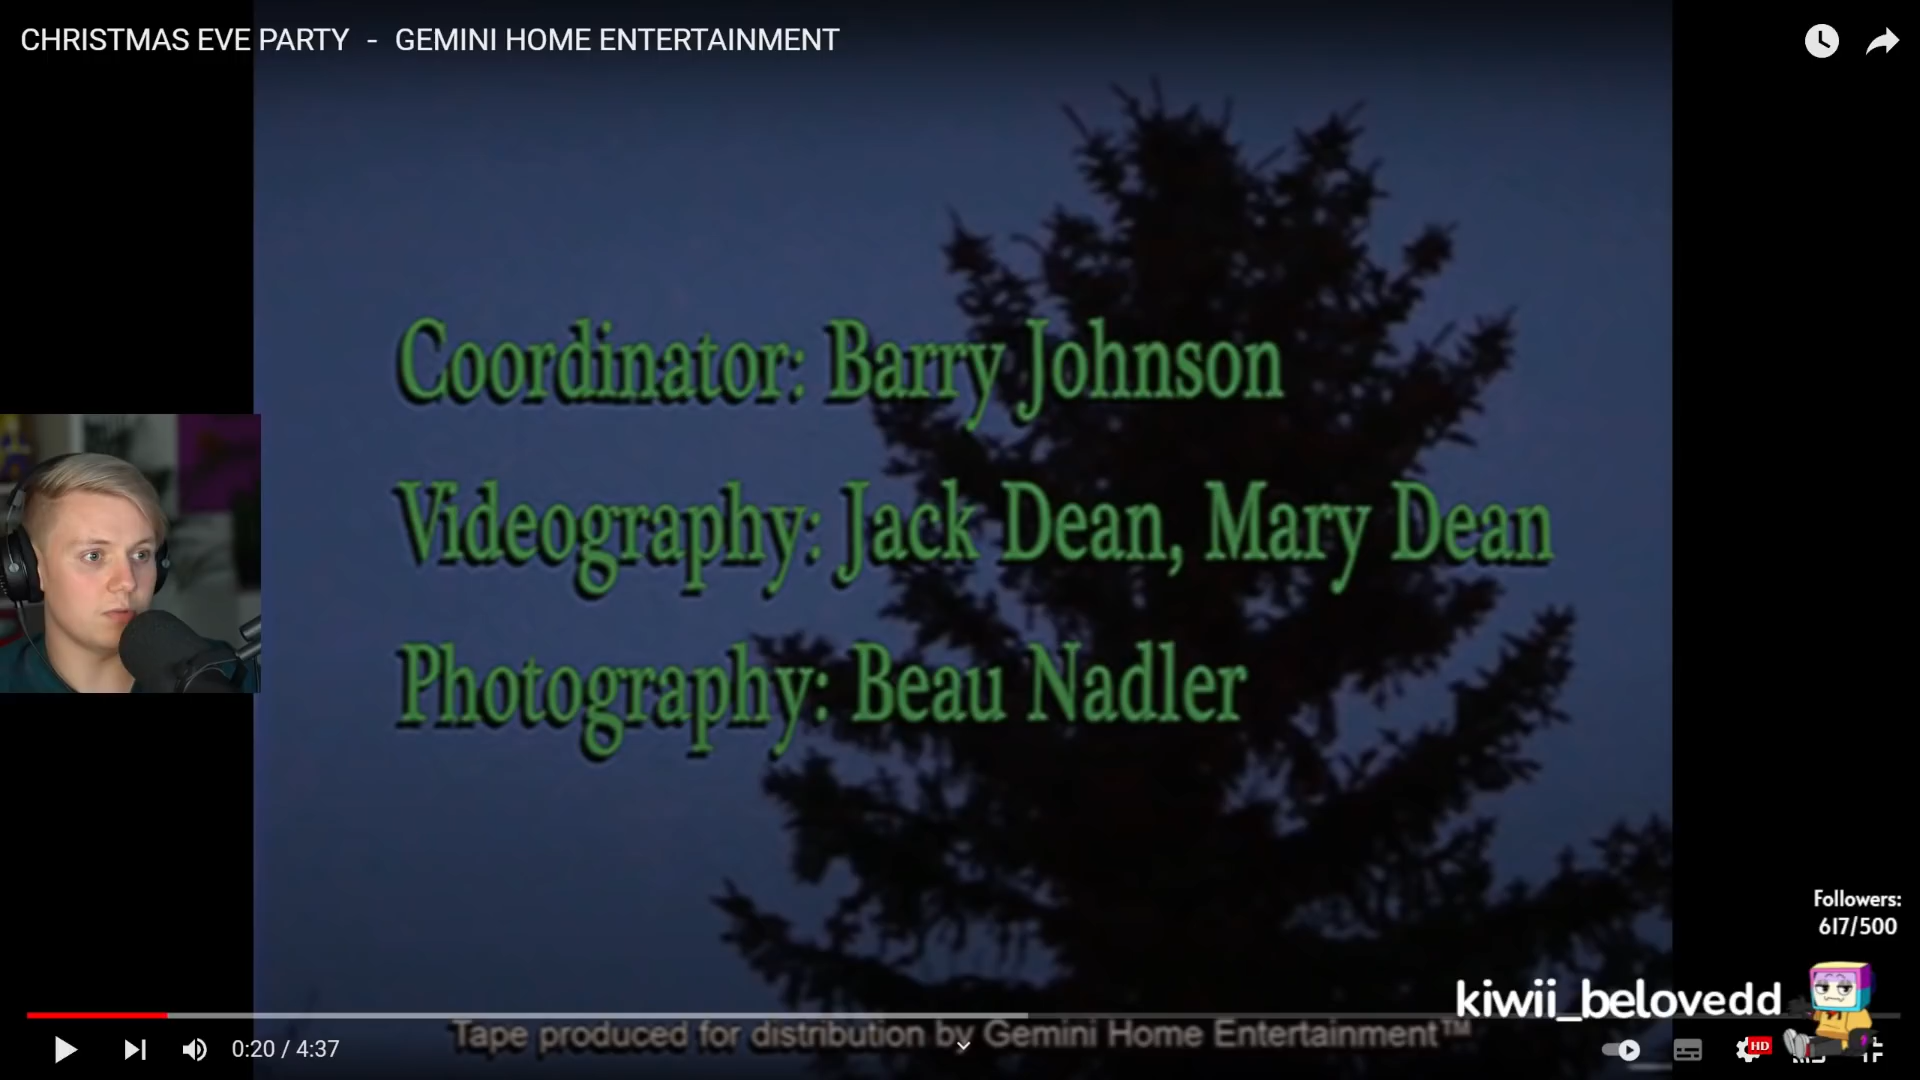 CHRISTMAS EVE PARTY - GEMINI HOME ENTERTAINMENT
Coordinator: Barry Johnson
Videography: Jack Dean, Mary Dean
Photography: Beau Nadler
Followers:
617/500
kiwii_belovedd
Tape produced for distribution by Gemini Home Entertainment™
0:20 / 4:37
HD